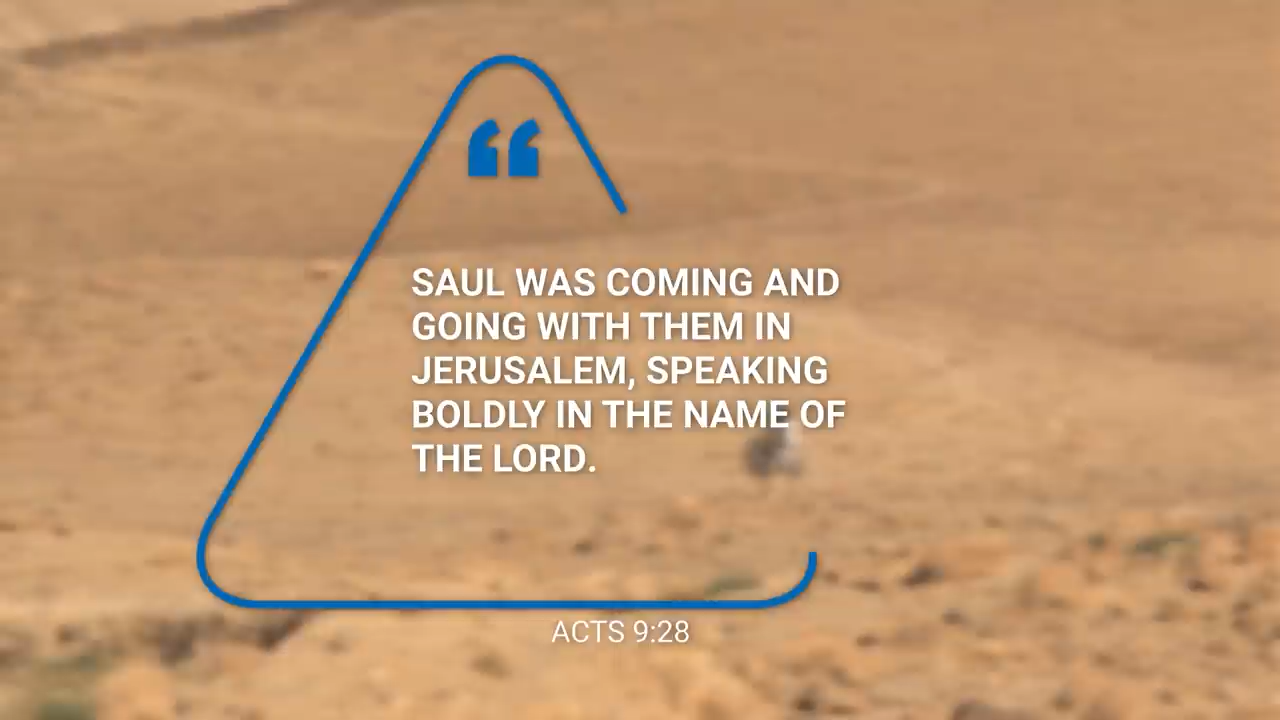 “
SAUL WAS COMING AND
GOING WITH THEM IN
JERUSALEM, SPEAKING
BOLDLY IN THE NAME OF
THE LORD.
ACTS 9:28